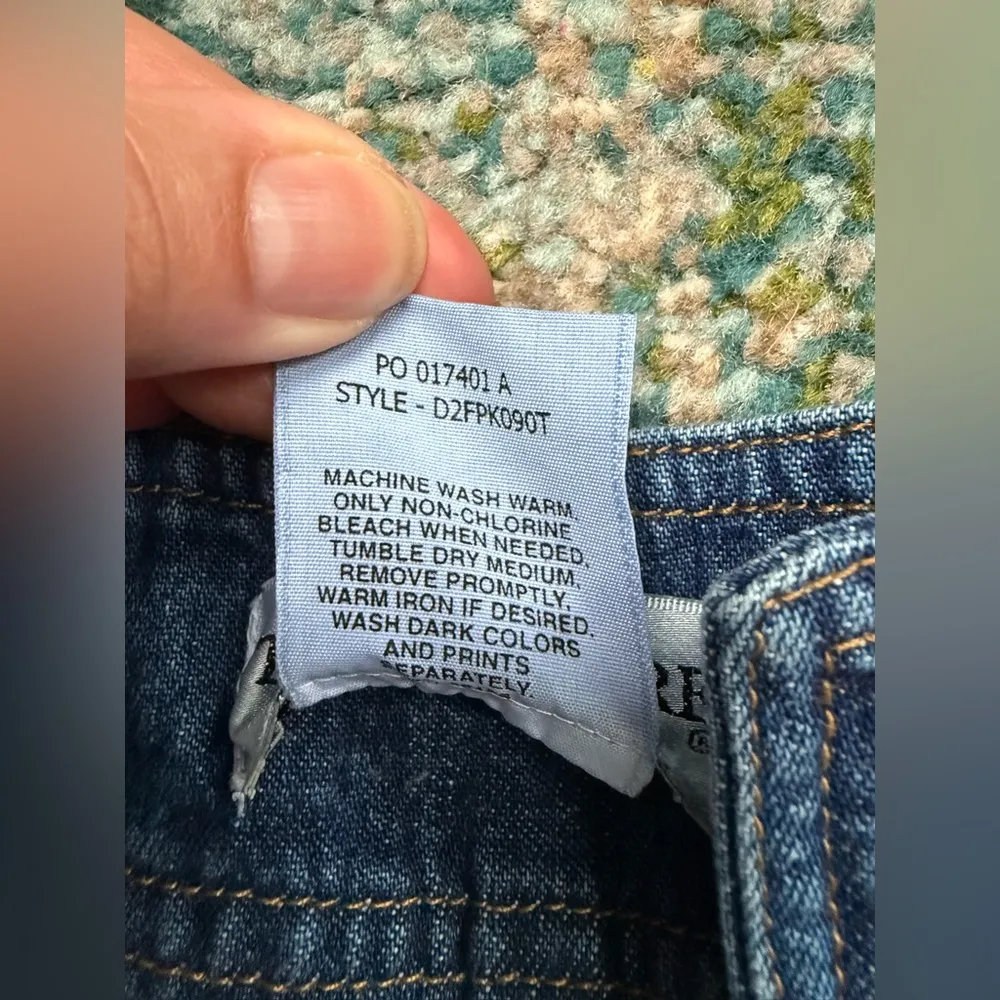 PO 017401 A
STYLE - D2FPK090T
MACHINE WASH WARM.
ONLY NON-CHLORINE
BLEACH WHEN NEEDED.
TUMBLE DRY MEDIUM.
REMOVE PROMPTLY.
WARM IRON IF DESIRED.
WASH DARK COLORS
AND PRINTS
SEPARATELY.